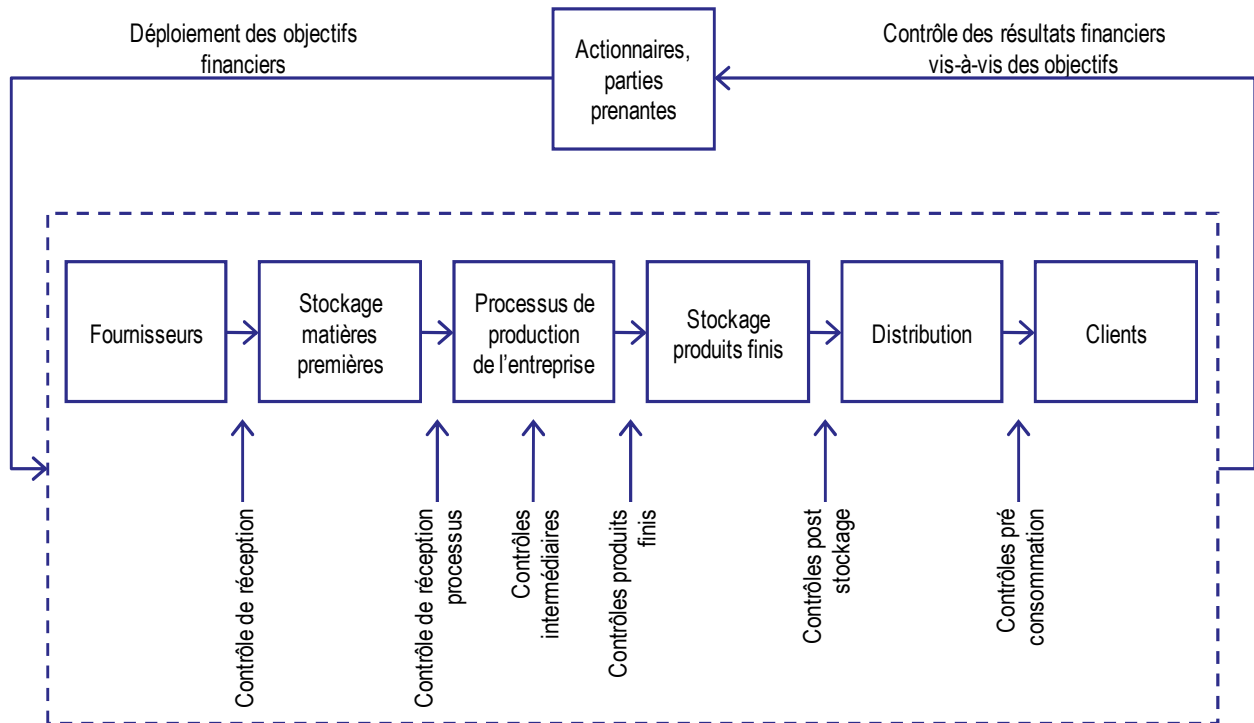 Déploiement des objectifs
financiers
Actionnaires,
parties
prenantes
Contrôle des résultats financiers
vis-à-vis des objectifs
Fournisseurs
Stockage
matières
premières
Processus de
production
de l’entreprise
Stockage
produits finis
Distribution
Clients
Contrôle de réception
Contrôle de réception
processus
Contrôles
intermédiaires
Contrôles produits
finis
Contrôles post
stockage
Contrôles pré
consommation